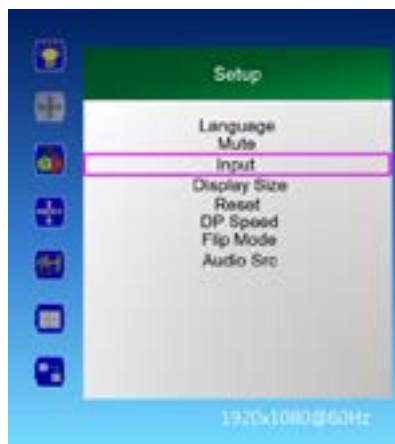 Setup
Language
Mute
Input
Display Size
Reset
DP Speed
Flip Mode
Audio Src
1920x1080@60Hz